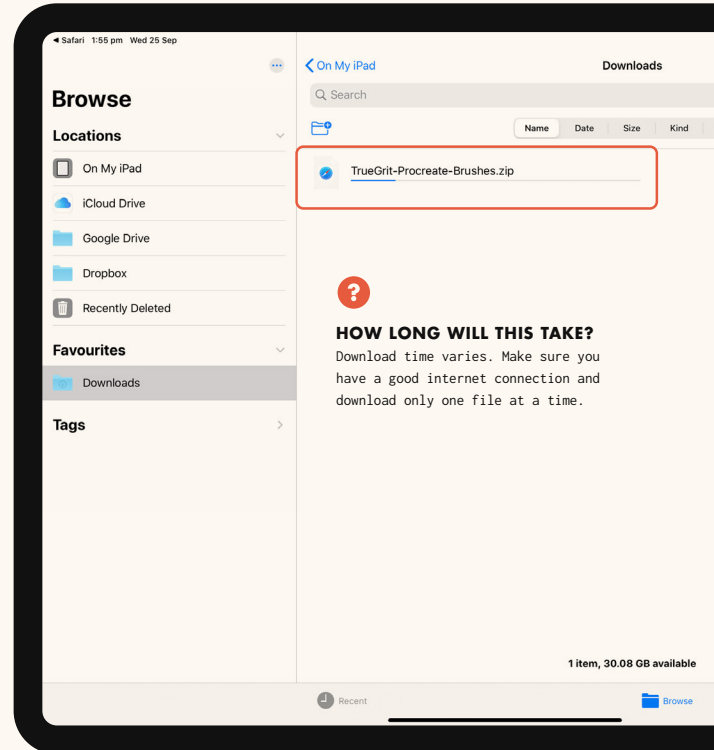 ◀ Safari 1:55 pm Wed 25 Sep
Browse
Locations
On My iPad
iCloud Drive
Google Drive
Dropbox
Recently Deleted
Favourites
Downloads
Tags
On My iPad
Downloads
Search
Name Date Size Kind
TrueGrit-Procreate-Brushes.zip
?
HOW LONG WILL THIS TAKE?
Download time varies. Make sure you
have a good internet connection and
download only one file at a time.
1 item, 30.08 GB available
Recent
Browse